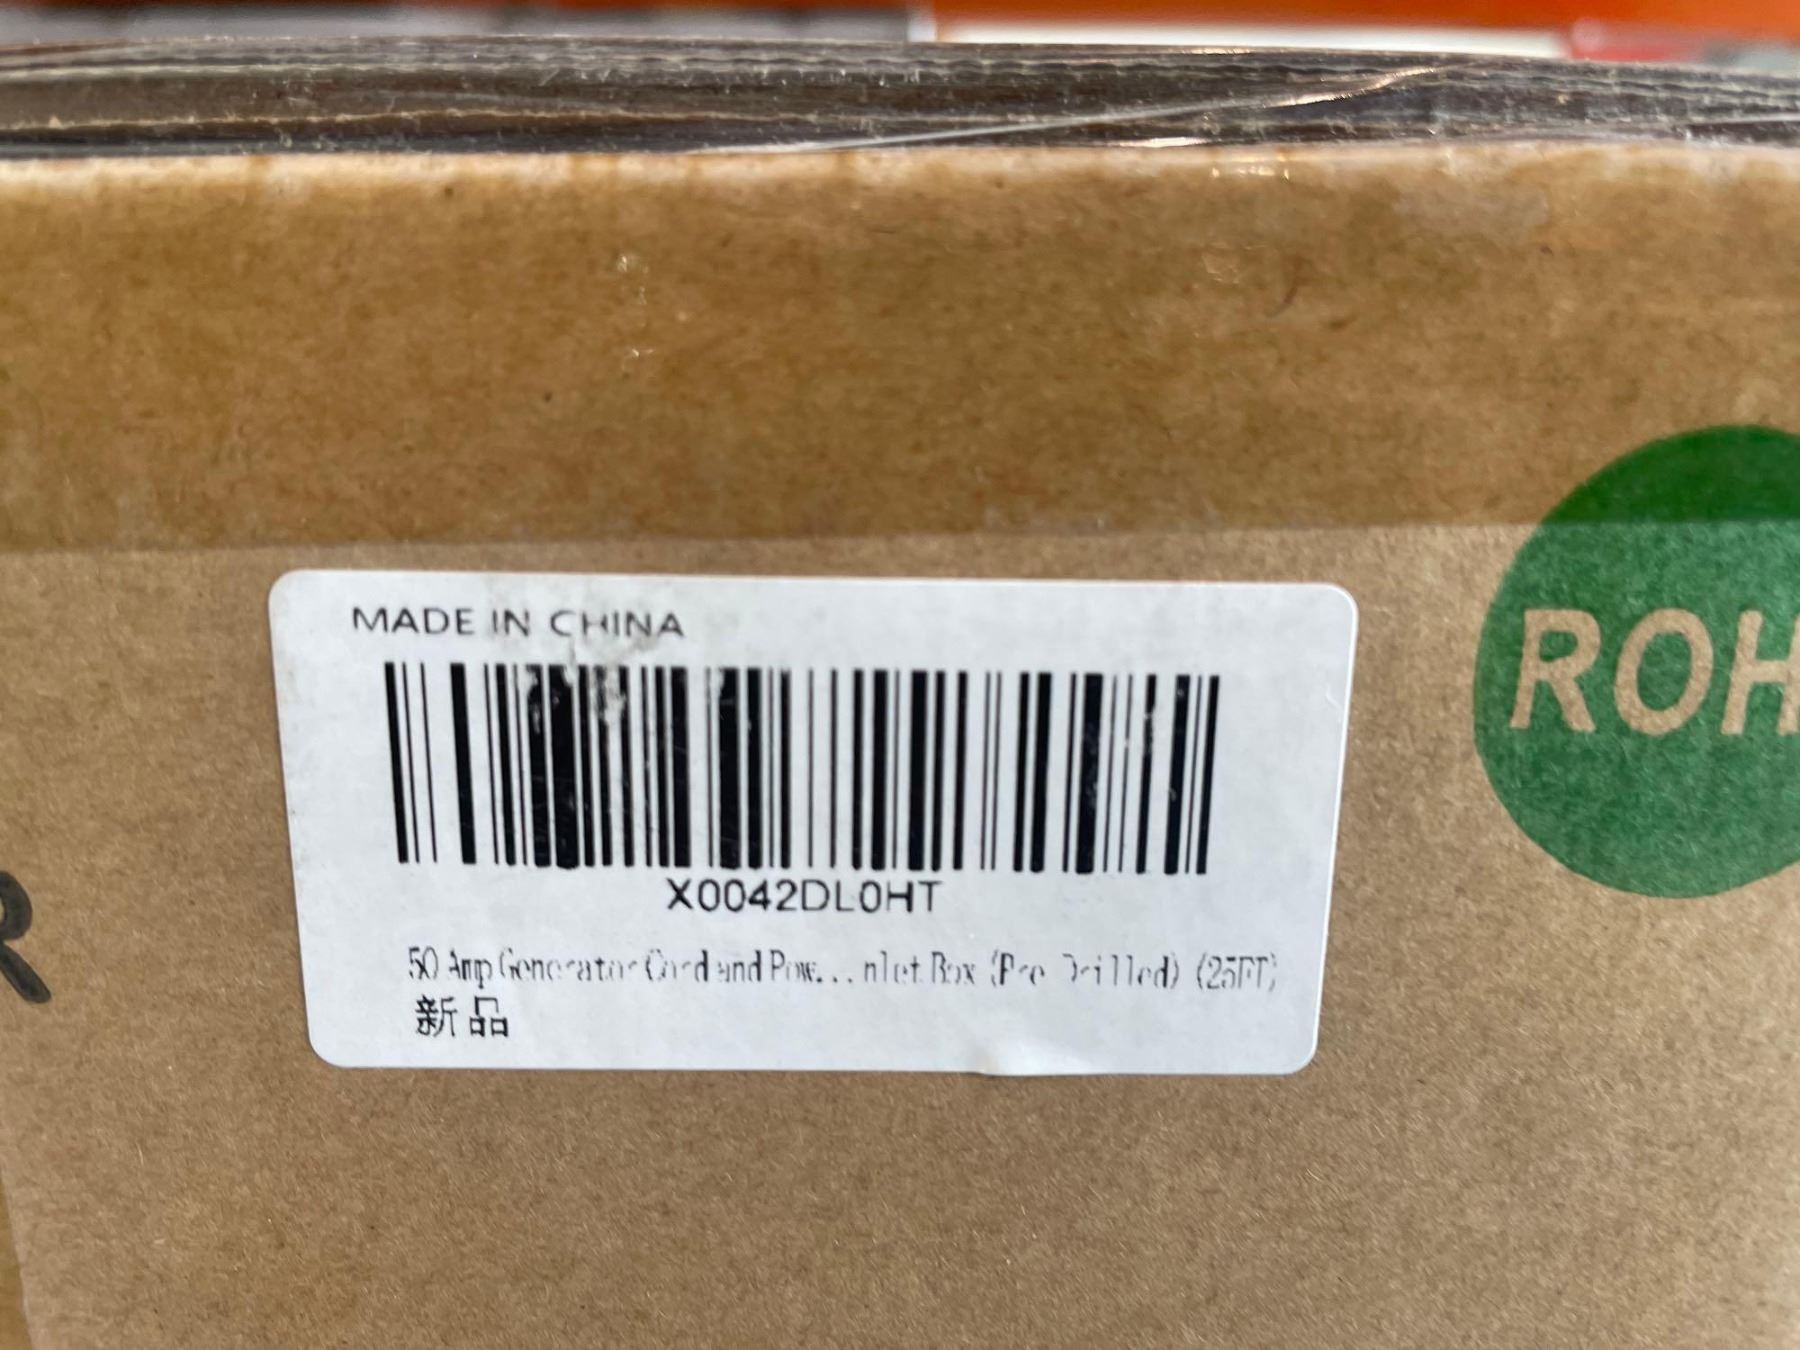 MADE IN CHINA
X0042DL0HT
50 Amp Generator Cord and Pow... nlet Box (Pre Drilled) (25FT)
新品
ROH
R